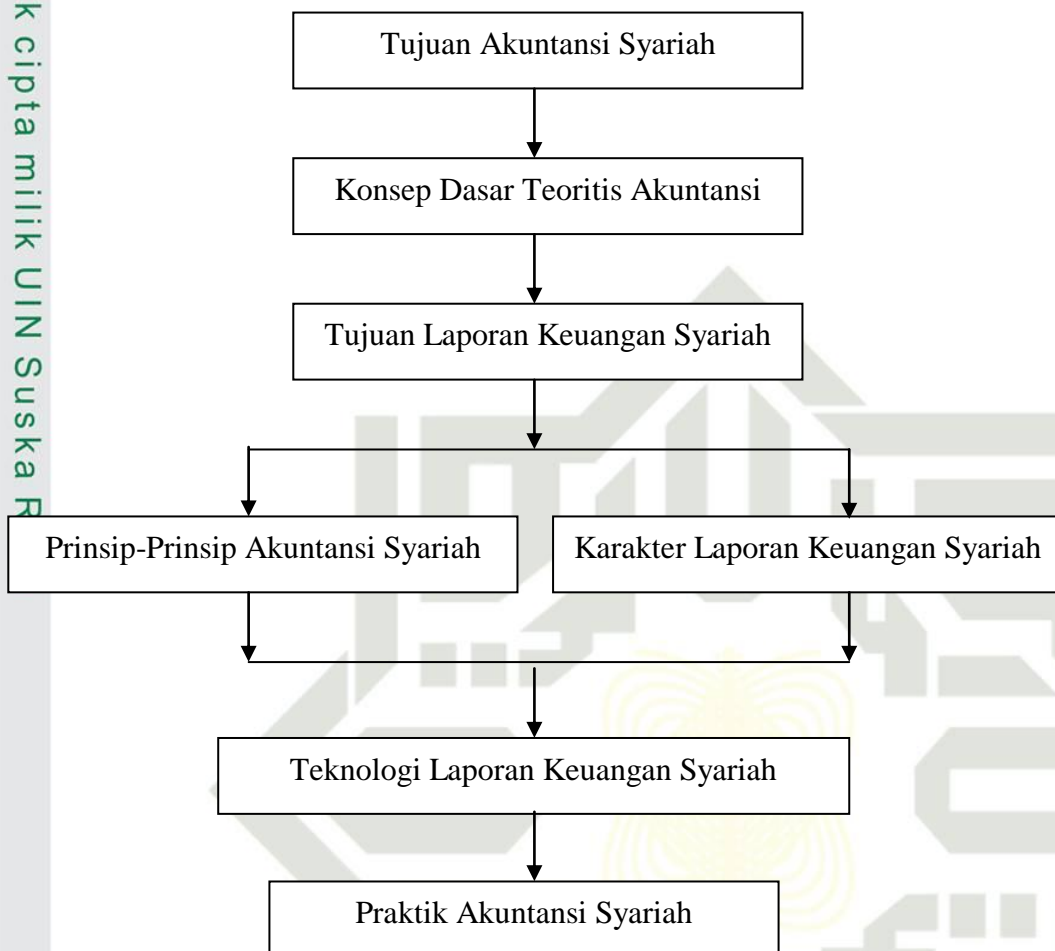 k cipta milik UIN Suska R
Tujuan Akuntansi Syariah
Konsep Dasar Teoritis Akuntansi
Tujuan Laporan Keuangan Syariah
Prinsip-Prinsip Akuntansi Syariah
Karakter Laporan Keuangan Syariah
Teknologi Laporan Keuangan Syariah
Praktik Akuntansi Syariah